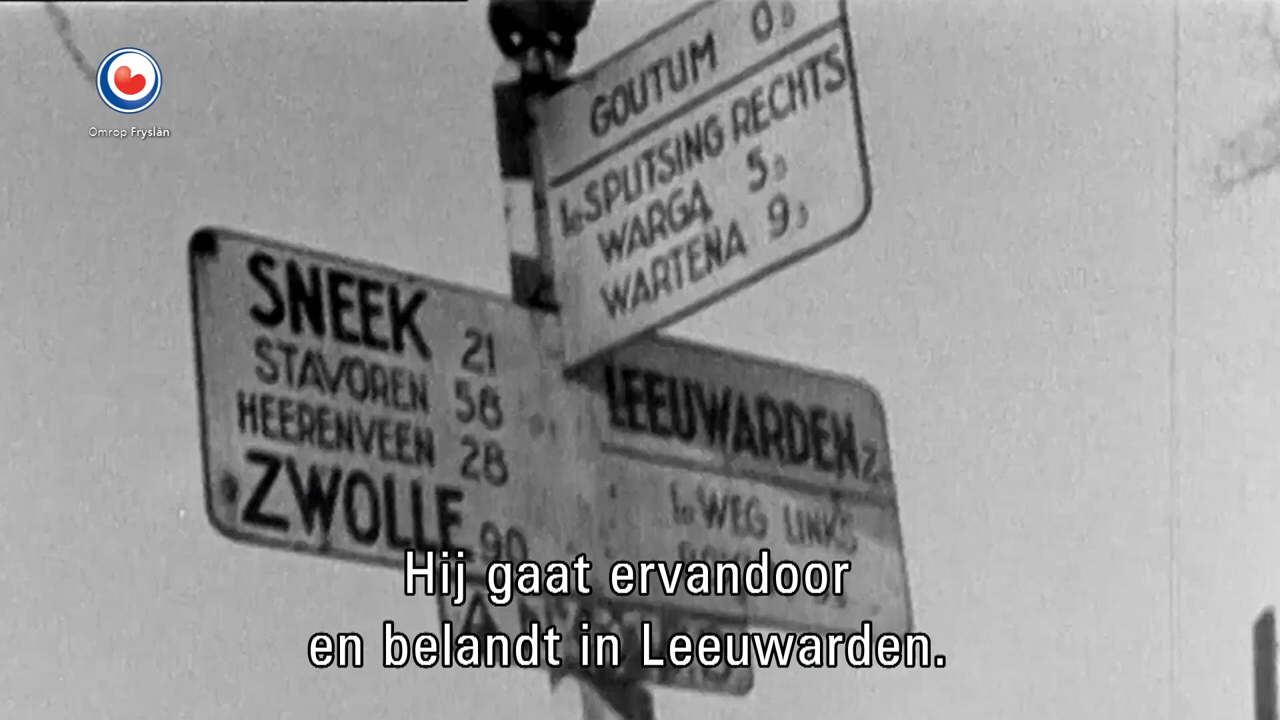 Omrop Fryslân
GOUTUM 0
1e SPLITSING RECHTS
WARGA 5
WARTENA 9
SNEEK 21
STAVOREN 58
HEERENVEEN 28
ZWOLLE 90
LEEUWARDEN 2
1e WEG LINKS
Hij gaat ervandoor
en belandt in Leeuwarden.